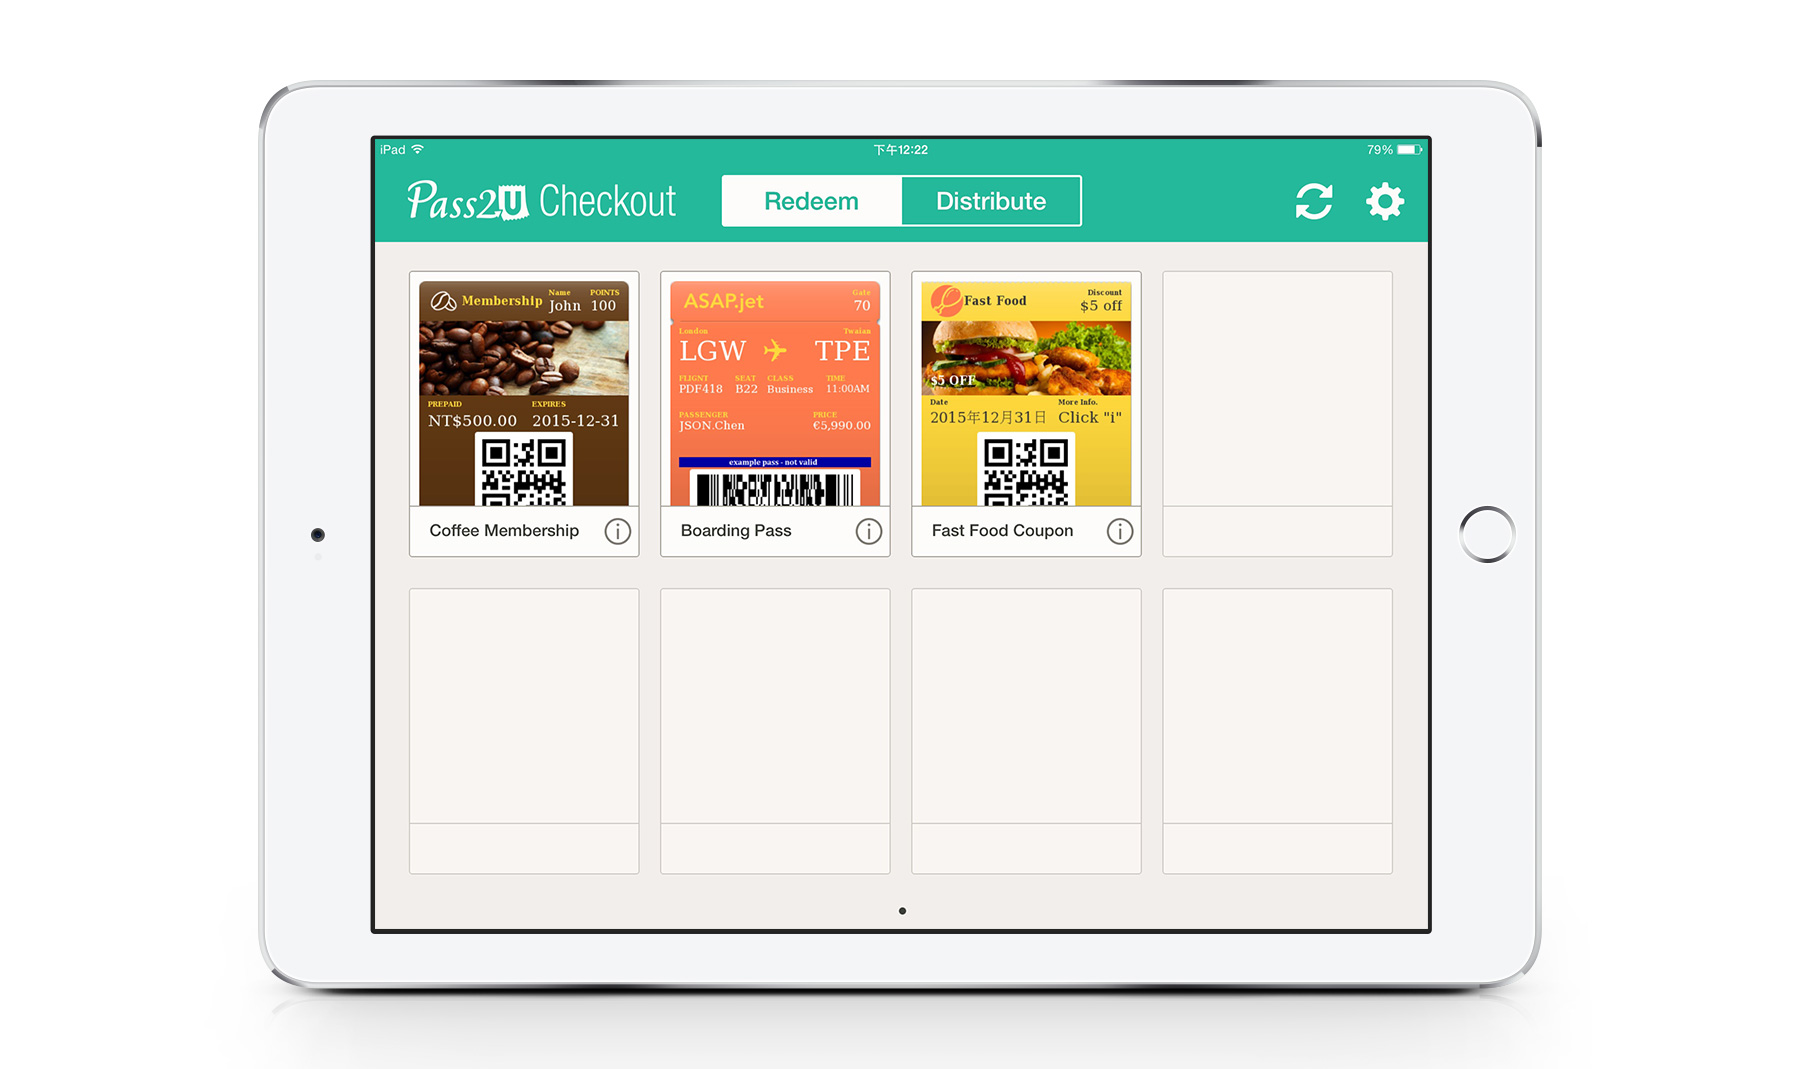 iPad 下午12:22 79%
Pass2U Checkout Redeem Distribute
Membership Name John POINTS 100
PREPAID EXPIRES
NT$500.00 2015-12-31
Coffee Membership
ASAP.jet Gate 70
London Twaian
LGW TPE
FLIGNT SEAT CLASS TIME
PDF418 B22 Business 11:00AM
PASSENGER PRICE
JSON.Chen €5,990.00
example pass - not valid
Boarding Pass
Fast Food Discount $5 off
$5 OFF
Date More Info.
2015年12月31日 Click "i"
Fast Food Coupon